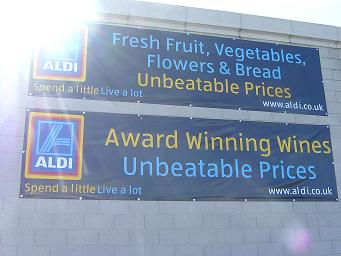 Fresh Fruit, Vegetables,
Flowers & Bread
Unbeatable Prices
ALDI
Spend a little Live a lot
www.aldi.co.uk
Award Winning Wines
Unbeatable Prices
ALDI
Spend a little Live a lot
www.aldi.co.uk